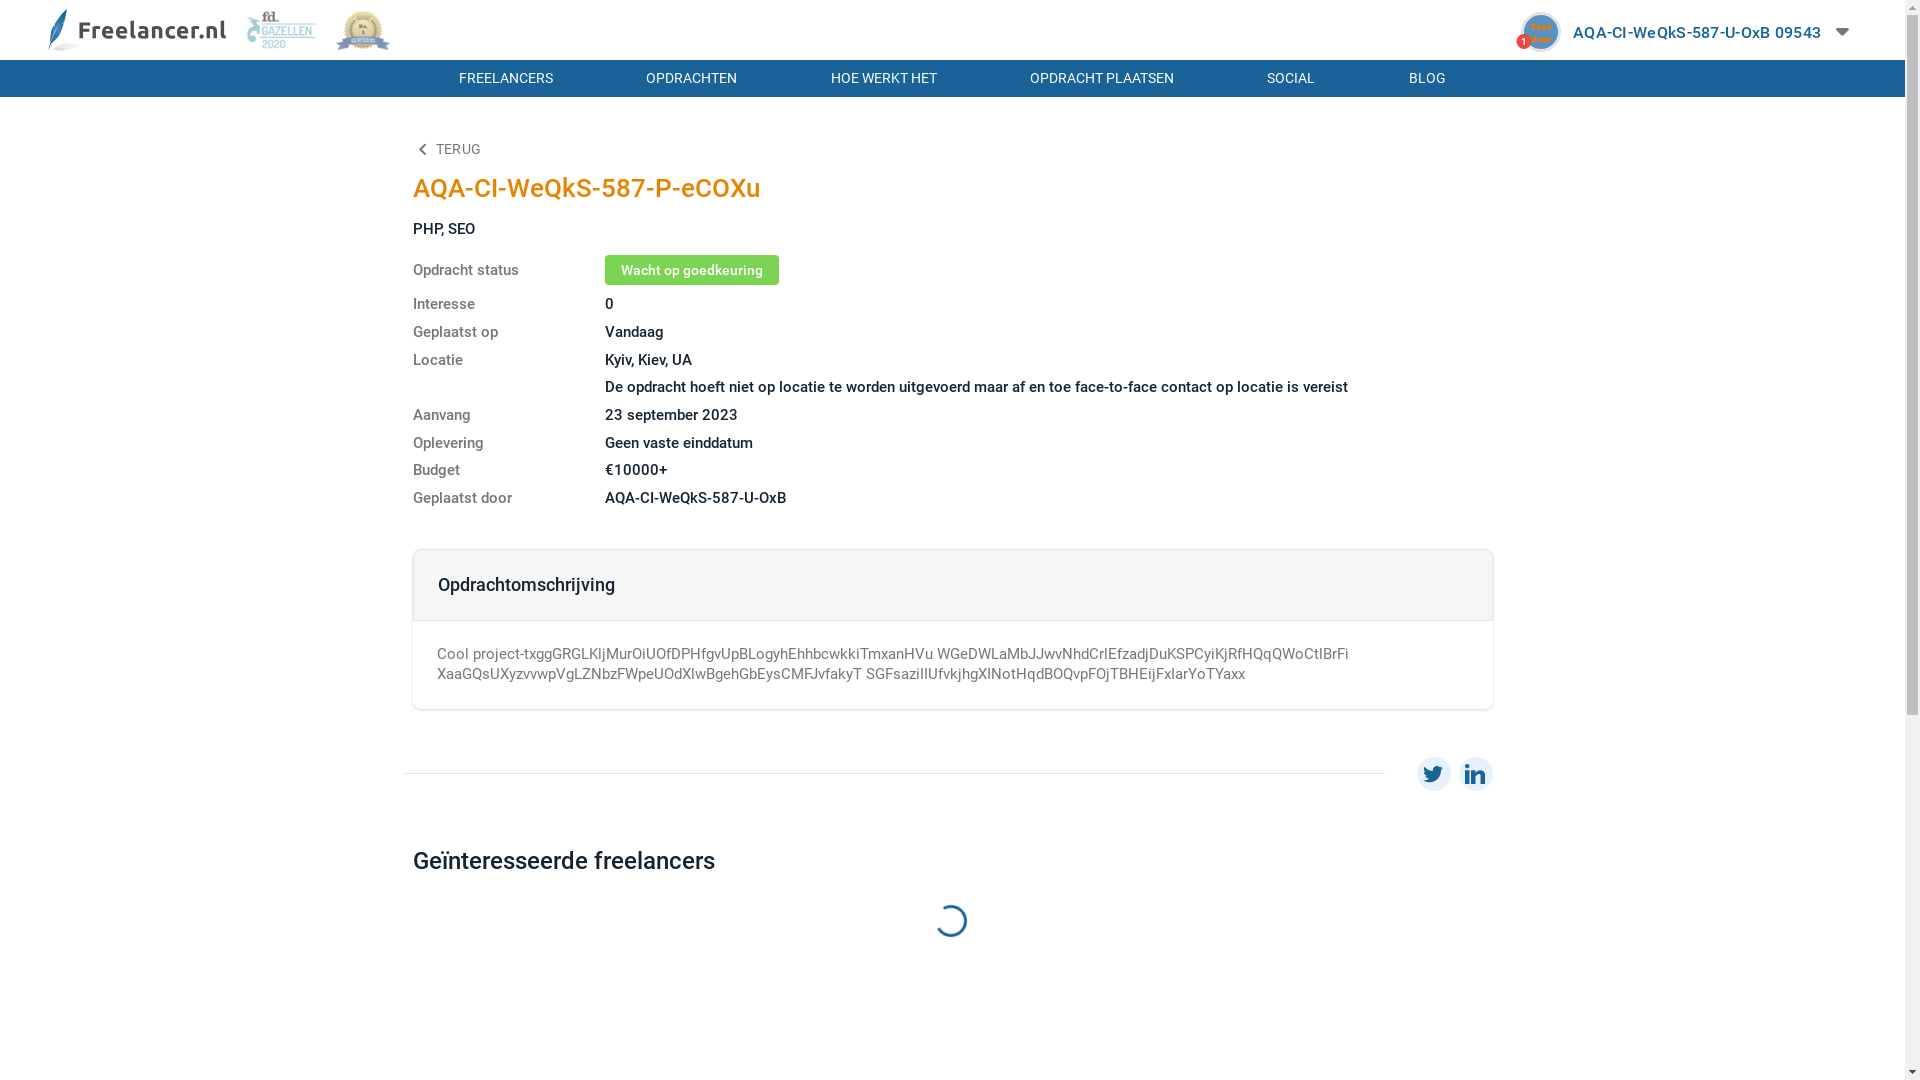 Freelancer.nl
fd.
GAZELLEN
2020
1
AQA-CI-WeQkS-587-U-OxB 09543
FREELANCERS
OPDRACHTEN
HOE WERKT HET
OPDRACHT PLAATSEN
SOCIAL
BLOG
TERUG
AQA-CI-WeQkS-587-P-eCOXu
PHP, SEO
Opdracht status Wacht op goedkeuring
Interesse 0
Geplaatst op Vandaag
Locatie Kyiv, Kiev, UA
De opdracht hoeft niet op locatie te worden uitgevoerd maar af en toe face-to-face contact op locatie is vereist
Aanvang 23 september 2023
Oplevering Geen vaste einddatum
Budget €10000+
Geplaatst door AQA-CI-WeQkS-587-U-OxB
Opdrachtomschrijving
Cool project-txggGRGLKljMurOiUOfDPHfgvUpBLogyhEhhbcwkkiTmxanHVu WGeDWLaMbJJwvNhdCrlEfzadjDuKSPCyiKjRfHQqQWoCtlBrFi
XaaGQsUXyzvvwpVgLZNbzFWpeUOdXlwBgehGbEysCMFJvfakyT SGFsaziIlUfvkjhgXINotHqdBOQvpFOjTBHEijFxIarYoTYaxx
in
Geïnteresseerde freelancers